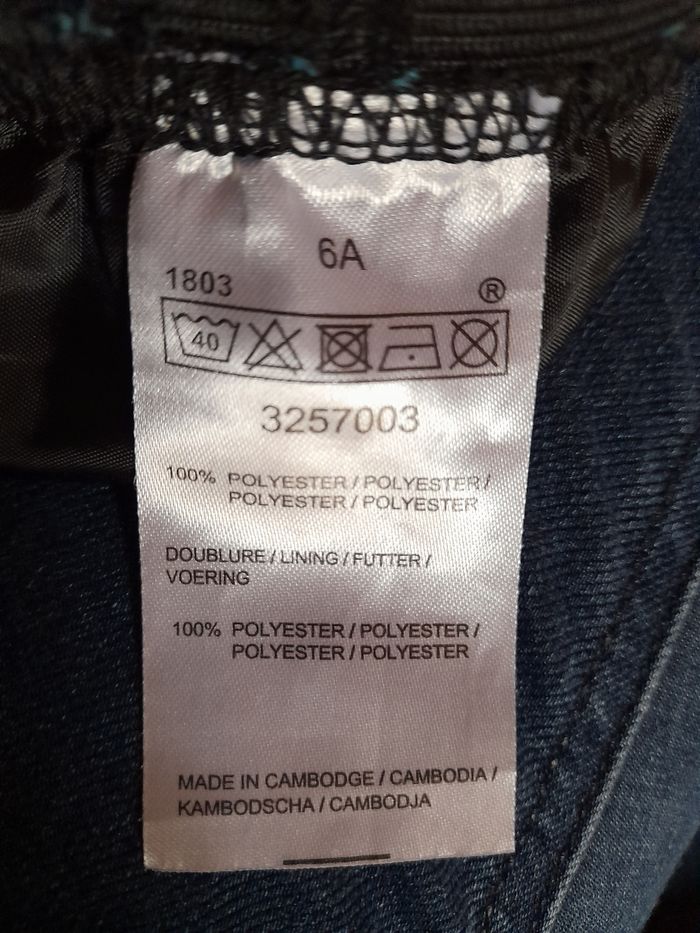 6A
1803 ®
40
3257003
100% POLYESTER / POLYESTER /
POLYESTER / POLYESTER
DOUBLURE / LINING / FUTTER /
VOERING
100% POLYESTER / POLYESTER /
POLYESTER / POLYESTER
MADE IN CAMBODGE / CAMBODIA /
KAMBODSCHA / CAMBODJA